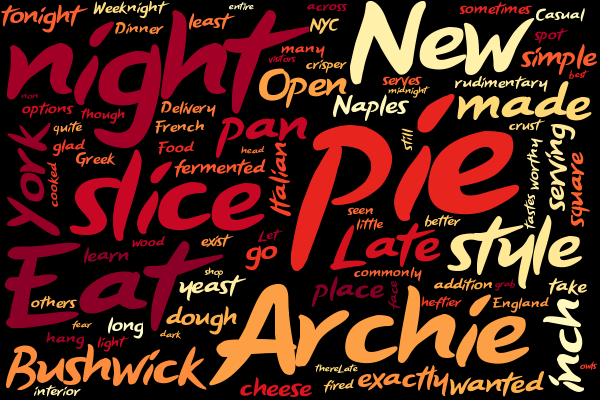 tonight
Weeknight
Dinner
least
entire
across
NYC
many
visitors
crisper
Open
New
sometimes
Casual
spot
simple
best
night
non
options
though
Delivery
quite
French
glad
Greek
Food
York
cooked
pan
head
fermented
Italian
serves
midnight
Naples
rudimentary
made
crust
still
Pie
worthy
tastes
serving
square
slice
wood
exist
Let
go
seen
little
Late
better
style
commonly
Eat
learn
shop
yeast
place
face
addition
grab
heftier
England
take
others
fear
long
dough
dark
hang
light
Archie
inch
owls
Bushwick
interior
cheese
thereLate
fired
exactly
wanted